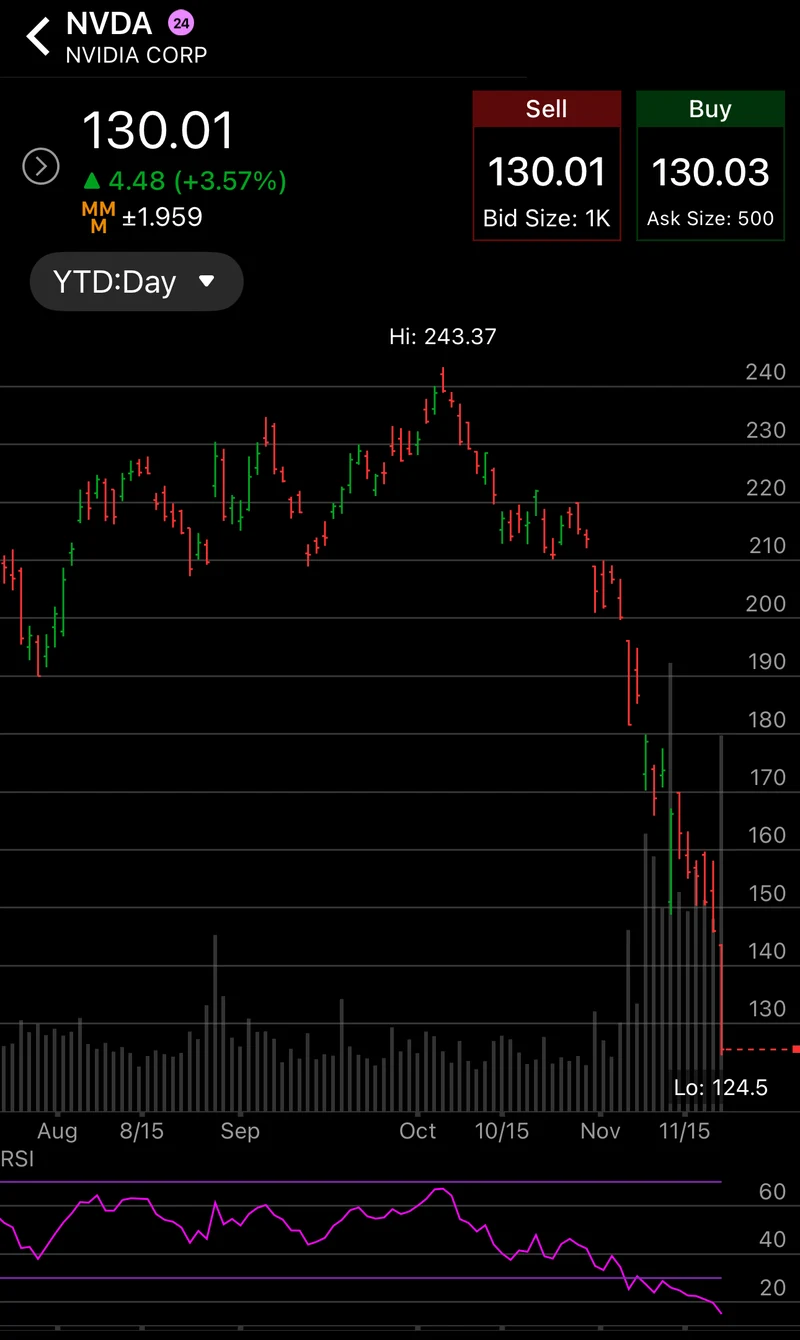 NVDA 24
NVIDIA CORP
130.01
▲ 4.48 (+3.57%)
MM
M ±1.959
Sell
130.01
Bid Size: 1K
Buy
130.03
Ask Size: 500
YTD:Day ▼
Hi: 243.37
240
230
220
210
200
190
180
170
160
150
140
130
Lo: 124.5
Aug 8/15 Sep Oct 10/15 Nov 11/15
RSI
60
40
20